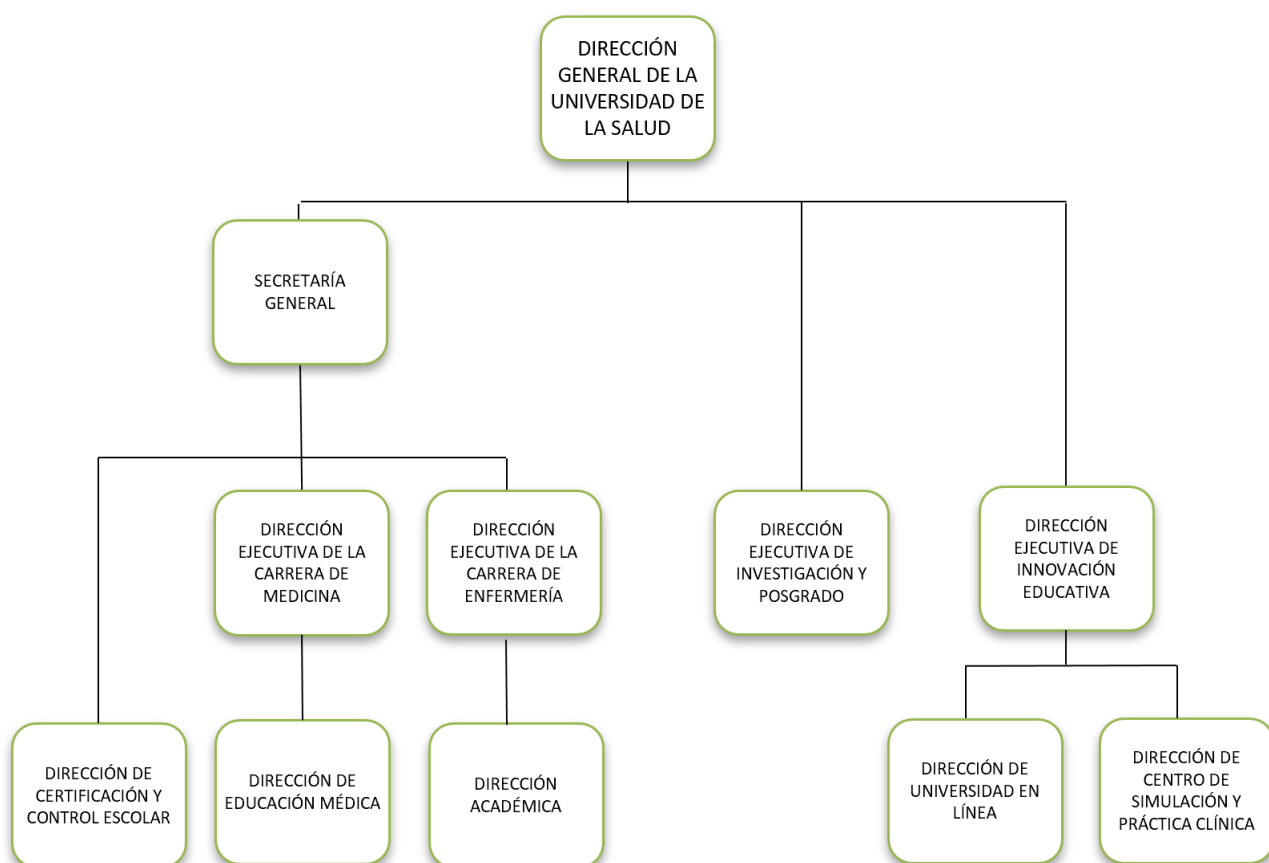 DIRECCIÓN
GENERAL DE LA
UNIVERSIDAD DE
LA SALUD
SECRETARÍA
GENERAL
DIRECCIÓN
EJECUTIVA DE LA
CARRERA DE
MEDICINA
DIRECCIÓN
EJECUTIVA DE LA
CARRERA DE
ENFERMERÍA
DIRECCIÓN
EJECUTIVA DE
INVESTIGACIÓN Y
POSGRADO
DIRECCIÓN
EJECUTIVA DE
INNOVACIÓN
EDUCATIVA
DIRECCIÓN DE
CERTIFICACIÓN Y
CONTROL ESCOLAR
DIRECCIÓN DE
EDUCACIÓN MÉDICA
DIRECCIÓN
ACADÉMICA
DIRECCIÓN DE
UNIVERSIDAD EN
LÍNEA
DIRECCIÓN DE
CENTRO DE
SIMULACIÓN Y
PRÁCTICA CLÍNICA